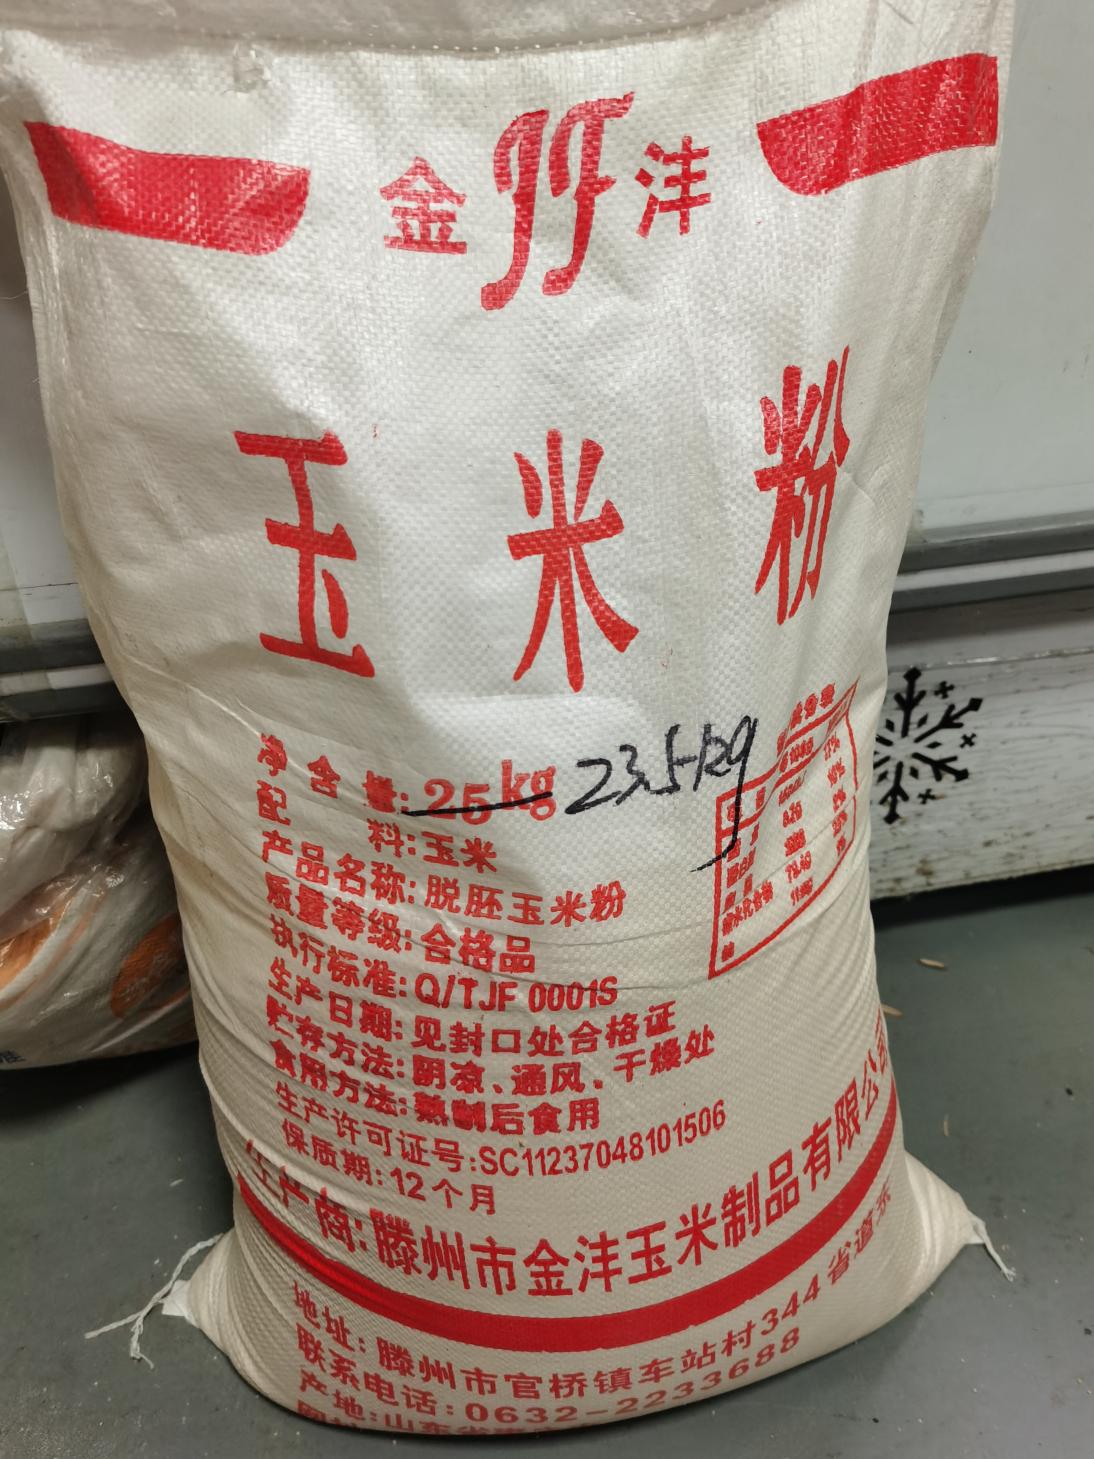 金 沣
玉米粉
净含量: 25kg 23.5kg
配料: 玉米
产品名称: 脱胚玉米粉
质量等级: 合格品
执行标准: Q/TJF 0001S
生产日期: 见封口处合格证
贮存方法: 阴凉、通风、干燥处
食用方法: 熟制后食用
生产许可证号: SC11237048101506
保质期: 12个月
生产商: 滕州市金沣玉米制品有限公司
地址: 滕州市官桥镇车站村344省道东
联系电话: 0632-2233688
产地: 山东省